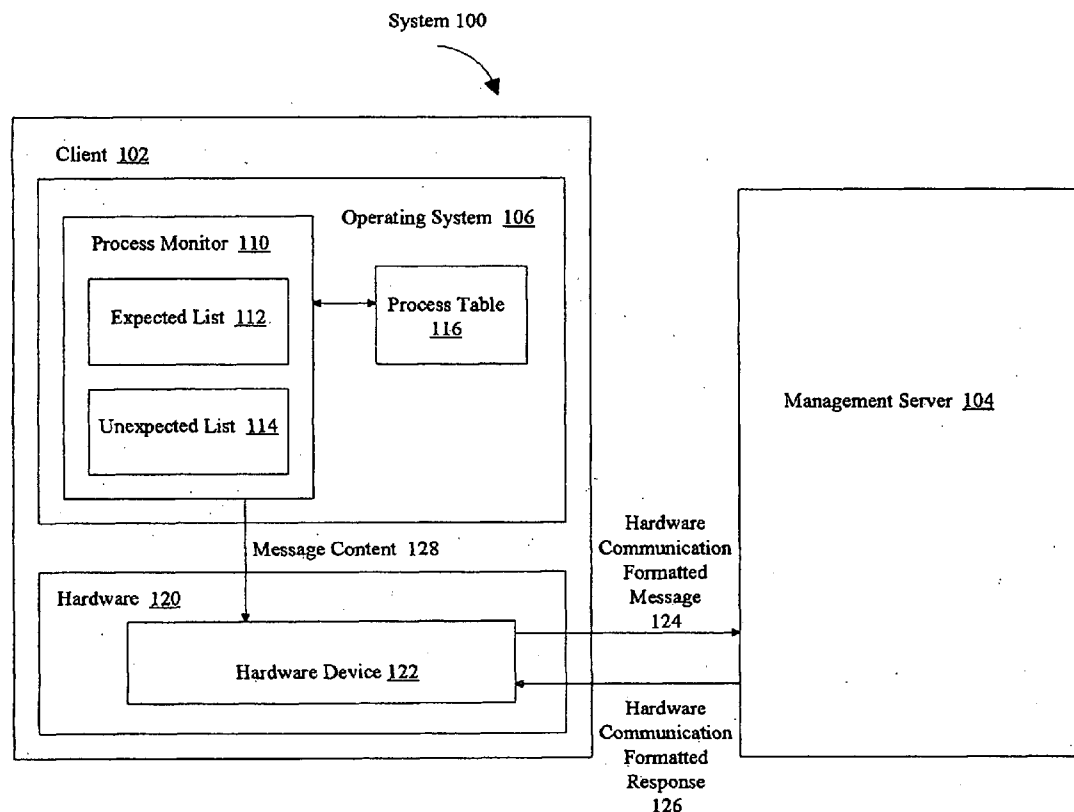 System 100
Client 102
Operating System 106
Process Monitor 110
Expected List 112
Process Table
116
Unexpected List 114
Management Server 104
Message Content 128
Hardware
Communication
Formatted
Message
124
Hardware 120
Hardware Device 122
Hardware
Communication
Formatted
Response
126